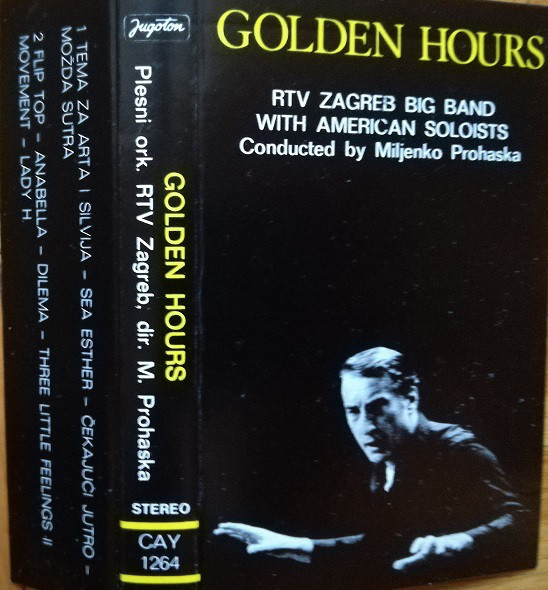 GOLDEN HOURS
RTV ZAGREB BIG BAND
WITH AMERICAN SOLOISTS
Conducted by Miljenko Prohaska
Jugoton
GOLDEN HOURS
Plesni ork. RTV Zagreb, dir. M. Prohaska
STEREO
CAY
1264
1 TEMA ZA ARTA I SILVIJA – SEA ESTHER – ČEKAJUĆI JUTRO –
MOŽDA SUTRA
2 FLIP TOP – ANABELLA – DILEMA – THREE LITTLE FEELINGS II
MOVEMENT – LADY H.